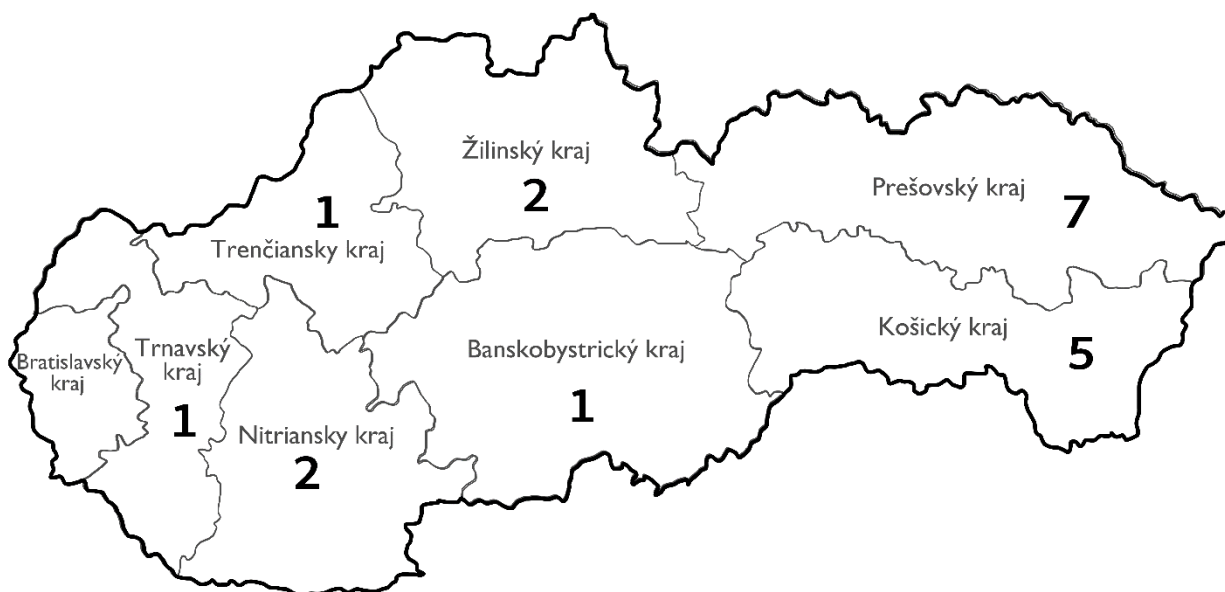 Žilinský kraj
2
Prešovský kraj
7
1
Trenčiansky kraj
Košický kraj
5
Bratislavský
kraj
Trnavský
kraj
1
Banskobystrický kraj
1
Nitriansky kraj
2